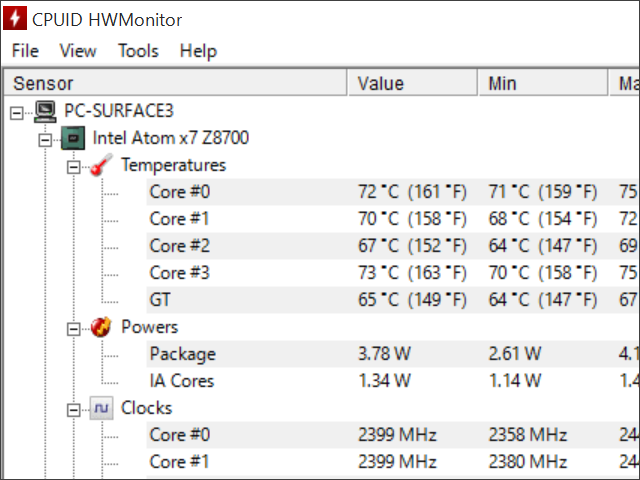 CPUID HWMonitor
File View Tools Help
Sensor Value Min Ma
PC-SURFACE3
Intel Atom x7 Z8700
Temperatures
Core #0 72 °C (161 °F) 71 °C (159 °F) 75
Core #1 70 °C (158 °F) 68 °C (154 °F) 72
Core #2 67 °C (152 °F) 64 °C (147 °F) 69
Core #3 73 °C (163 °F) 70 °C (158 °F) 75
GT 65 °C (149 °F) 64 °C (147 °F) 67
Powers
Package 3.78 W 2.61 W 4.1
IA Cores 1.34 W 1.14 W 1.4
Clocks
Core #0 2399 MHz 2358 MHz 244
Core #1 2399 MHz 2380 MHz 244